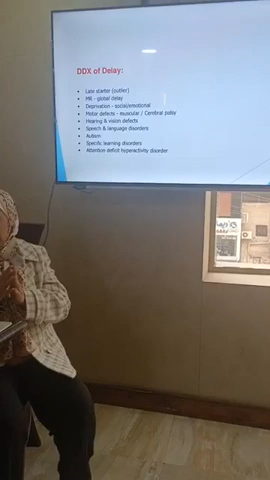 DDX of Delay:
• Late starter (outlier)
• MR - global delay
• Deprivation - social/emotional
• Motor defects - muscular / Cerebral palsy
• Hearing & vision defects
• Speech & language disorders
• Autism
• Specific learning disorders
• Attention deficit hyperactivity disorder